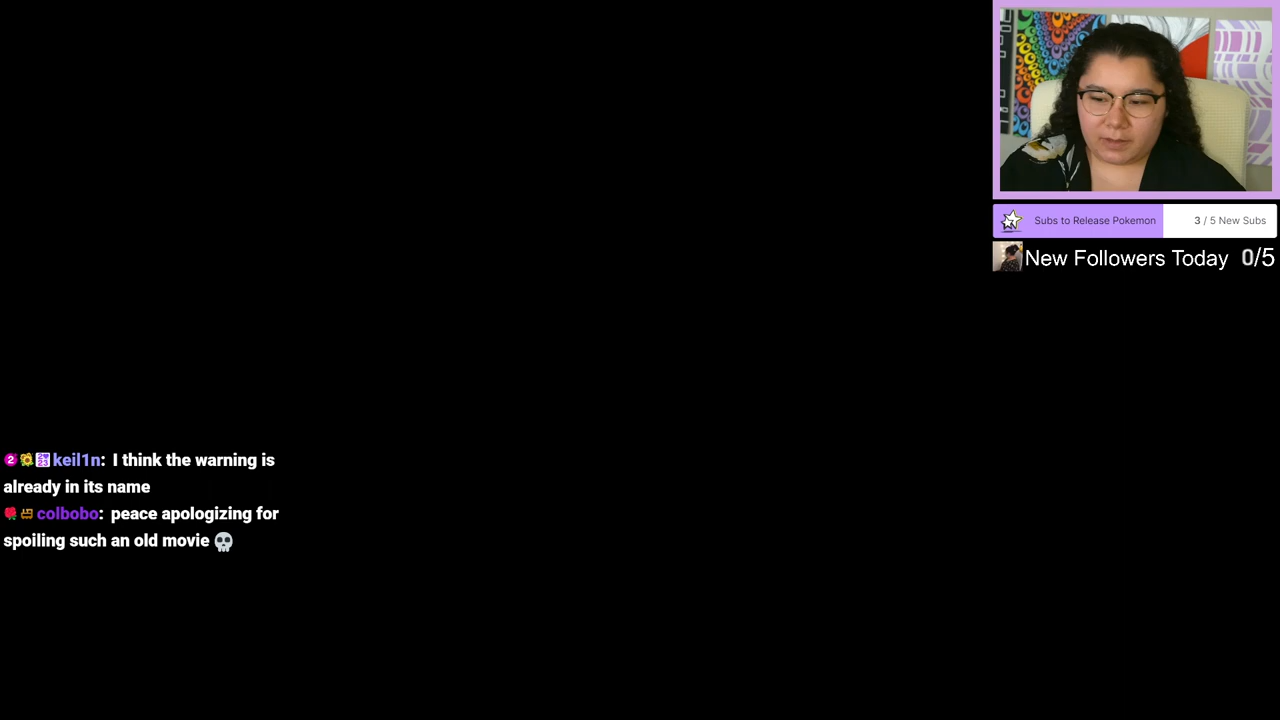 Subs to Release Pokemon 3 / 5 New Subs
New Followers Today 0/5
2 keil1n: I think the warning is
already in its name
colbobo: peace apologizing for
spoiling such an old movie 💀